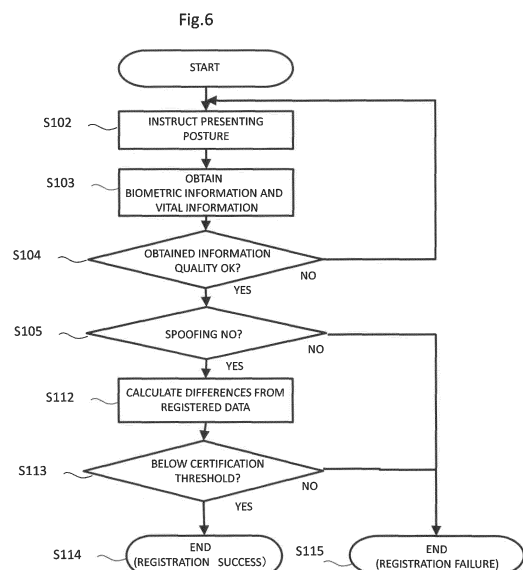 Fig.6
START
S102
INSTRUCT PRESENTING
POSTURE
S103
OBTAIN
BIOMETRIC INFORMATION AND
VITAL INFORMATION
S104
OBTAINED INFORMATION
QUALITY OK?
NO
YES
S105
SPOOFING NO?
NO
YES
S112
CALCULATE DIFFERENCES FROM
REGISTERED DATA
S113
BELOW CERTIFICATION
THRESHOLD?
NO
YES
S114
END
(REGISTRATION SUCCESS)
S115
END
(REGISTRATION FAILURE)